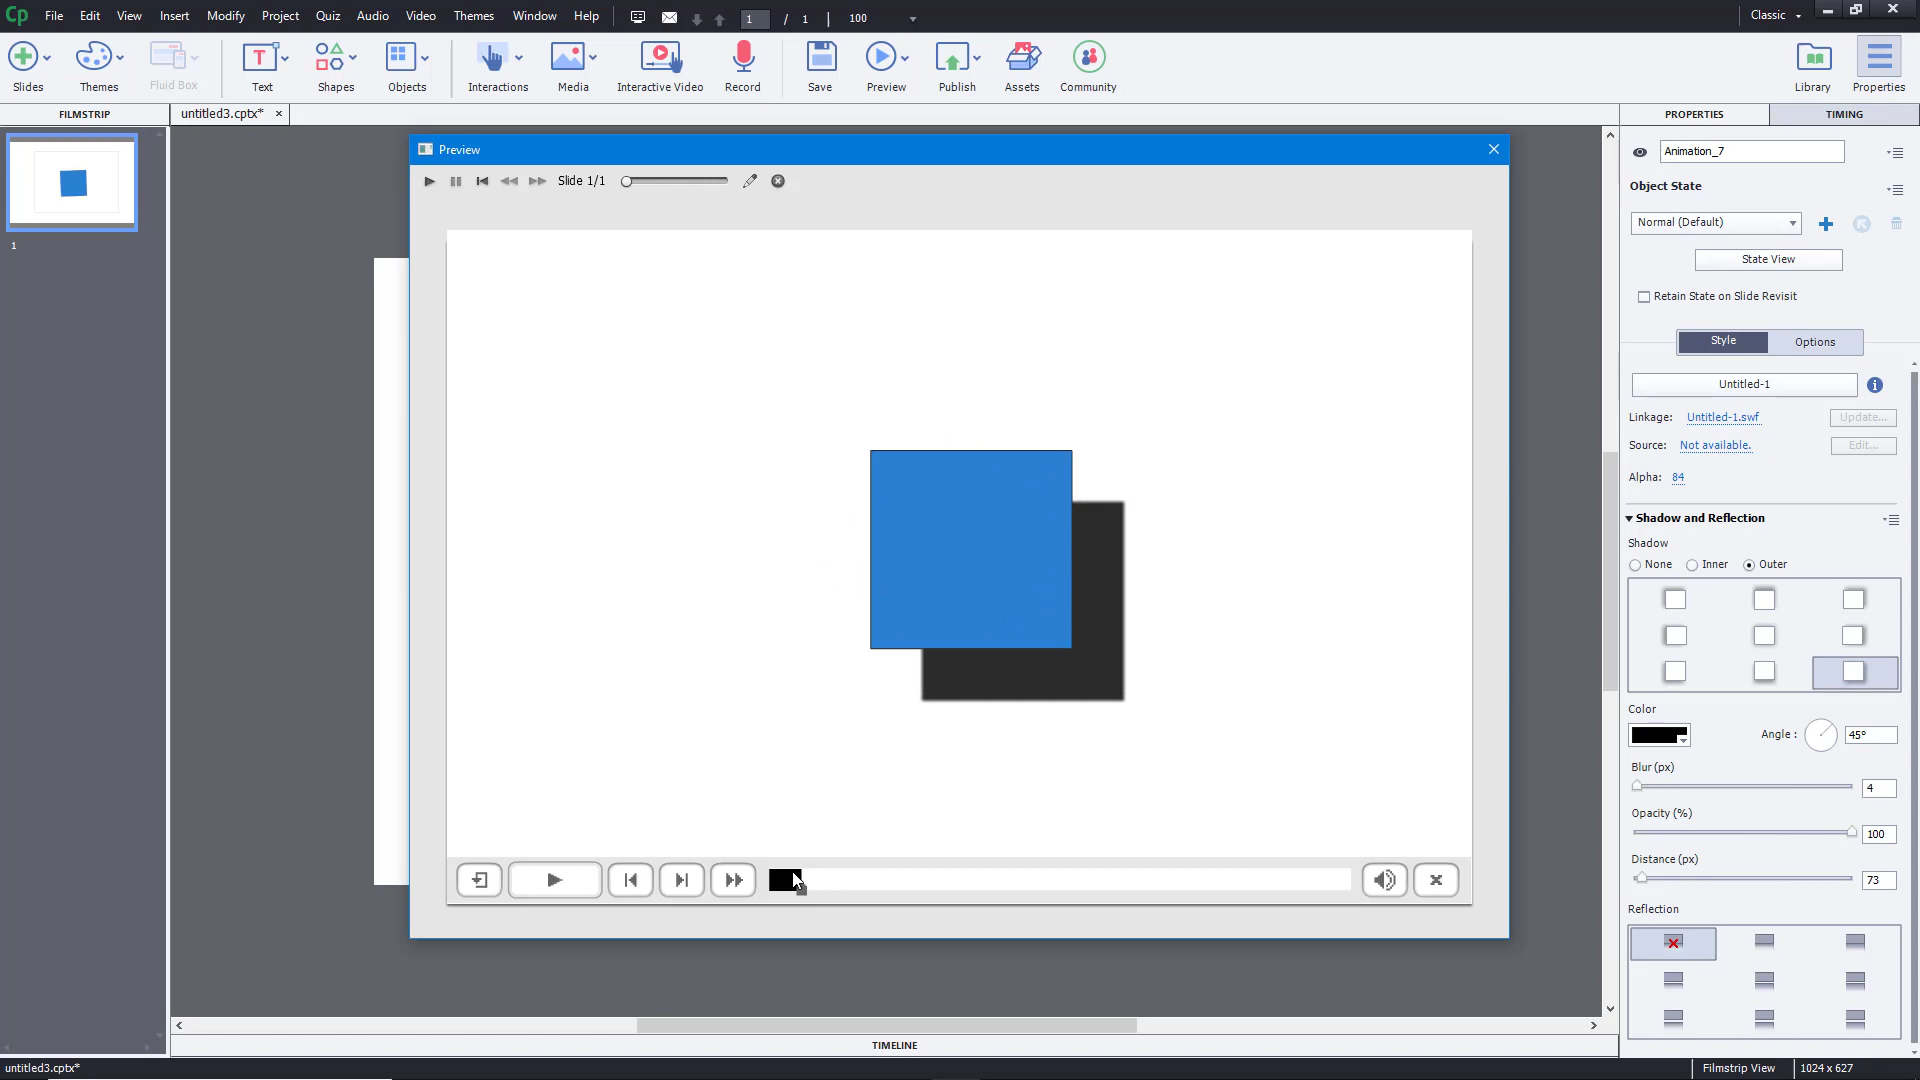 Cp File Edit View Insert Modify Project Quiz Audio Video Themes Window Help 1 / 1 100 Classic
Slides Themes Fluid Box Text Shapes Objects Interactions Media Interactive Video Record Save Preview Publish Assets Community Library Properties
FILMSTRIP untitled3.cptx* PROPERTIES TIMING
Preview
Animation_7
Slide 1/1
Object State
Normal (Default)
1
State View
Retain State on Slide Revisit
Style Options
Untitled-1
Linkage: Untitled-1.swf Update...
Source: Not available. Edit...
Alpha: 84
Shadow and Reflection
Shadow
None Inner Outer
Color
Angle : 45°
Blur (px)
4
Opacity (%)
100
Distance (px)
73
Reflection
TIMELINE
untitled3.cptx* Filmstrip View 1024 x 627